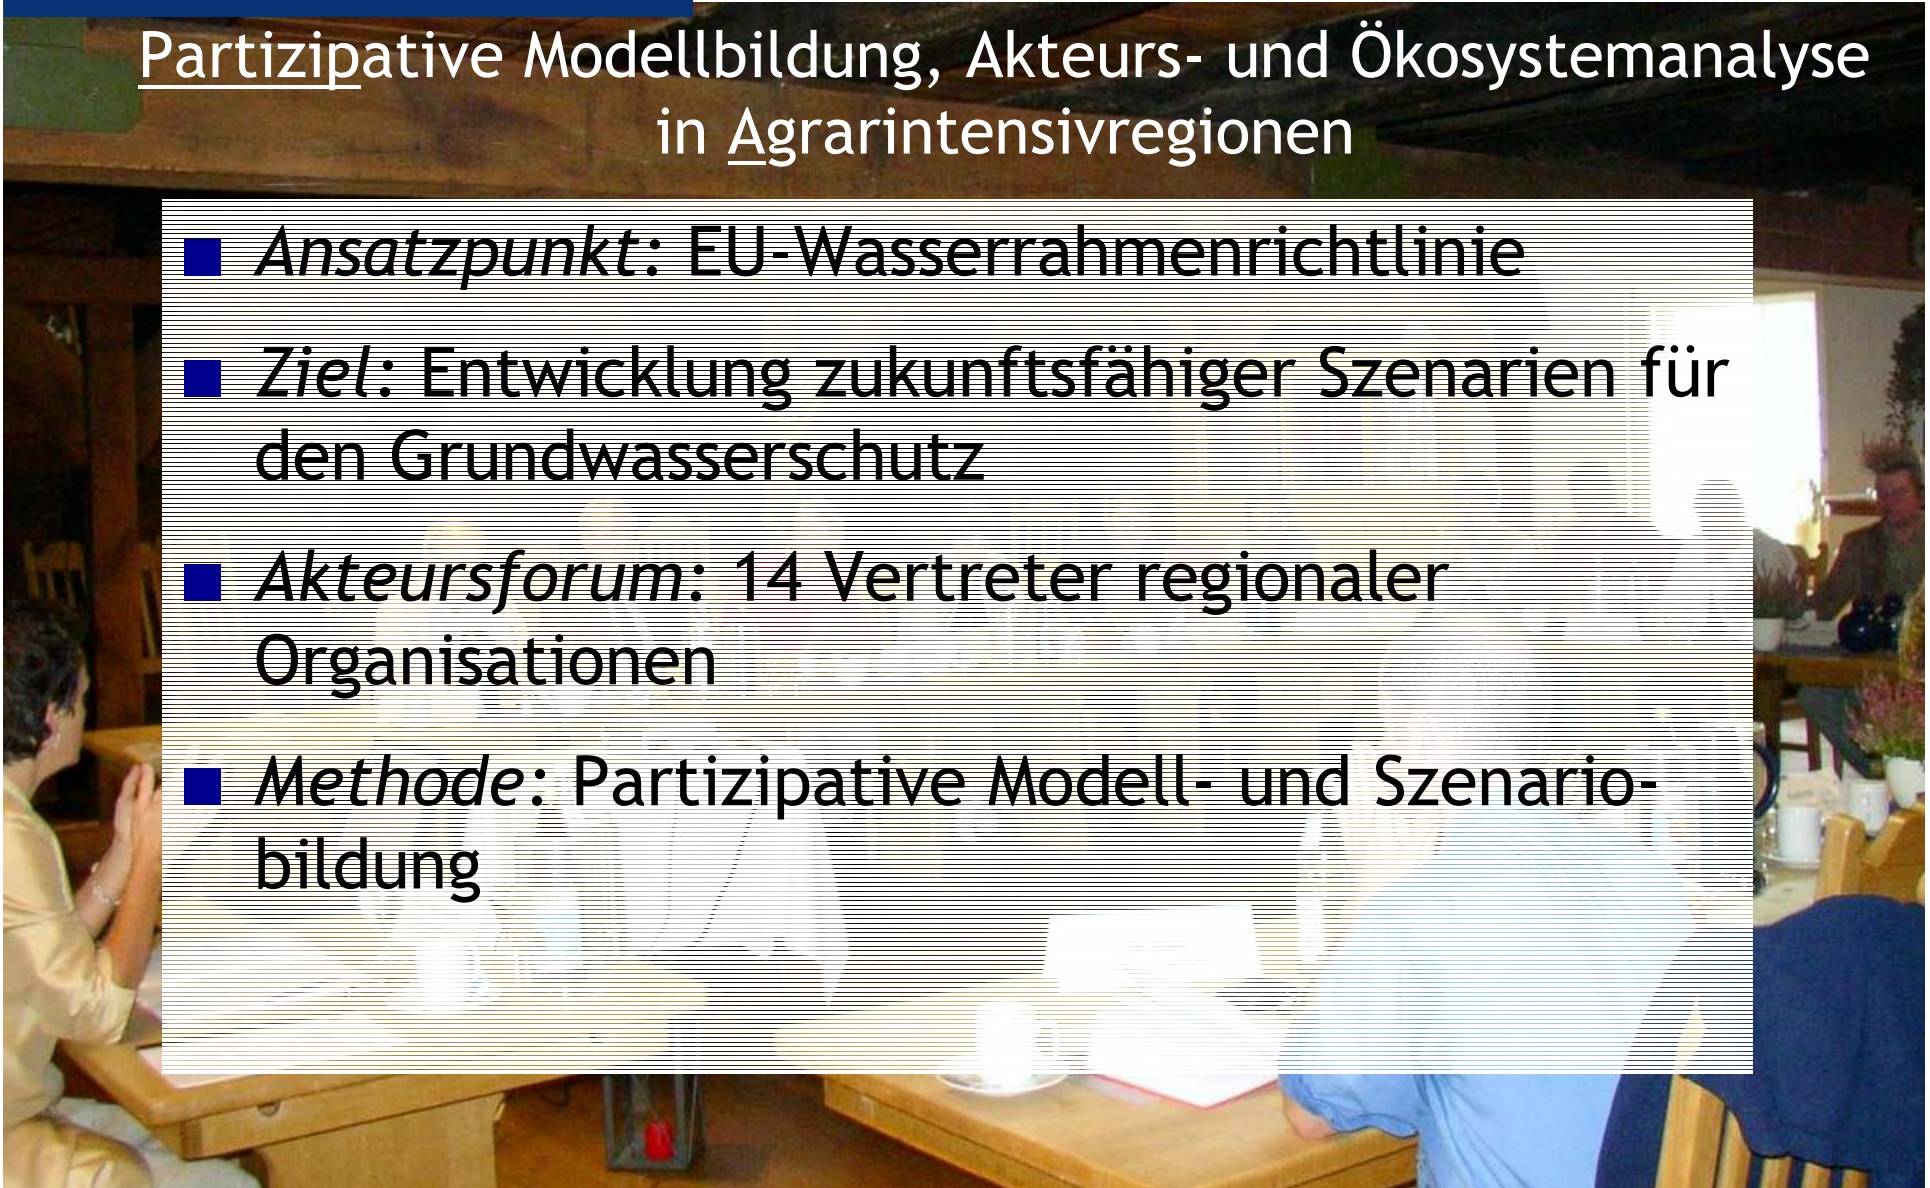 Partizipative Modellbildung, Akteurs- und Ökosystemanalyse
in Agrarintensivregionen
Ansatzpunkt: EU-Wasserrahmenrichtlinie
Ziel: Entwicklung zukunftsfähiger Szenarien für
den Grundwasserschutz
Akteursforum: 14 Vertreter regionaler
Organisationen
Methode: Partizipative Modell- und Szenario-
bildung